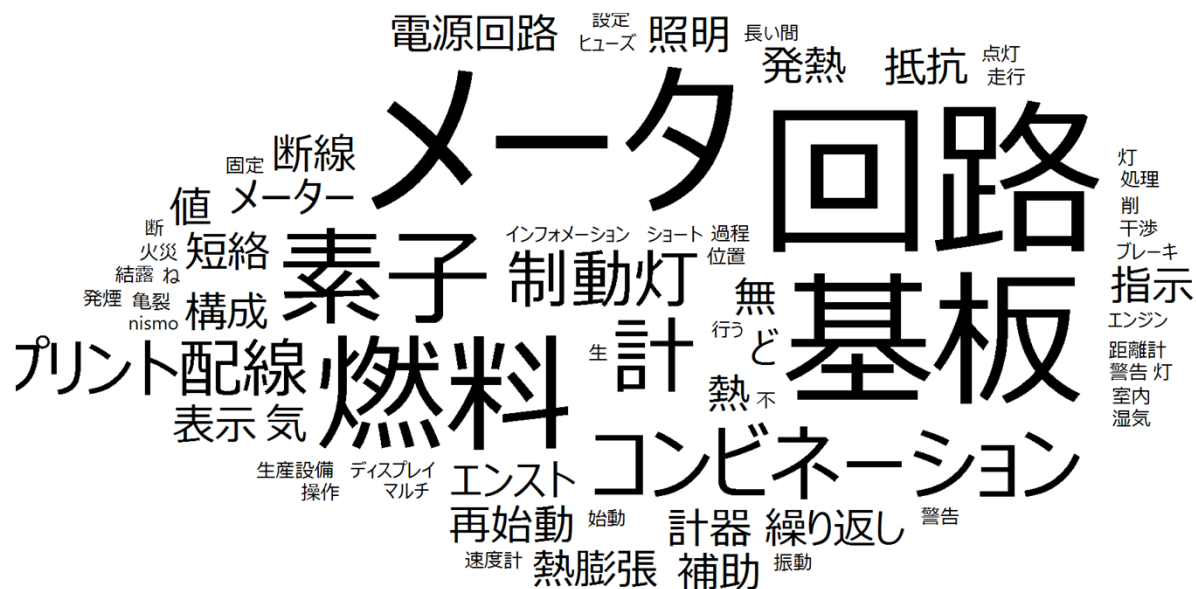 設定
電源回路
ヒューズ
照明
長い間
発熱
抵抗
点灯
走行
メータ
回路
断線
固定
メーター
値
断
火災
短絡
結露
ね
発煙
亀裂
nismo
構成
素子
インフォメーション
ショート
過程
位置
制動灯
灯
処理
削
干渉
ブレーキ
指示
エンジン
距離計
警告 灯
室内
湿気
無
行う
ど
生
計
熱
不
基板
プリント配線
燃料
表示
気
コンビネーション
生産設備
ディスプレイ
操作
マルチ
エンスト
再始動
始動
計器
繰り返し
警告
速度計
熱膨張
補助
振動